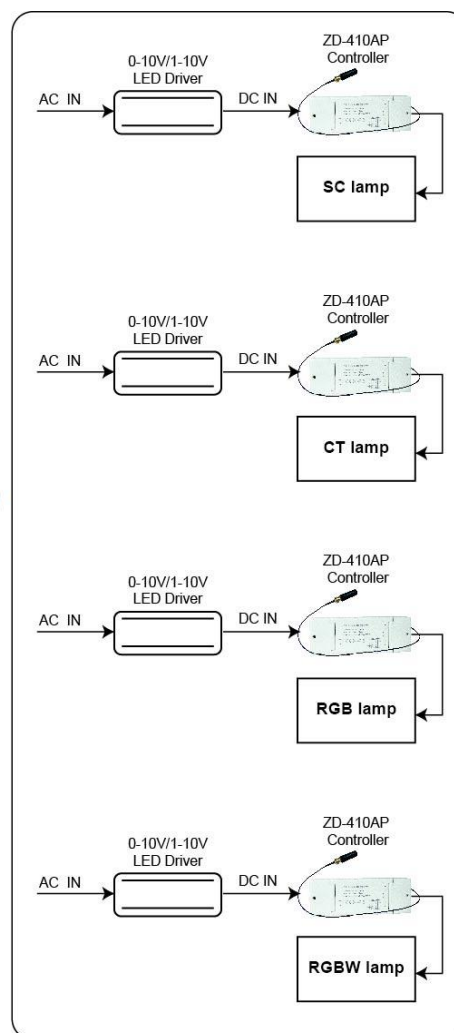 ZD-410AP
Controller
0-10V/1-10V
LED Driver
AC IN
DC IN
SC lamp
ZD-410AP
Controller
0-10V/1-10V
LED Driver
AC IN
DC IN
CT lamp
ZD-410AP
Controller
0-10V/1-10V
LED Driver
AC IN
DC IN
RGB lamp
ZD-410AP
Controller
0-10V/1-10V
LED Driver
AC IN
DC IN
RGBW lamp